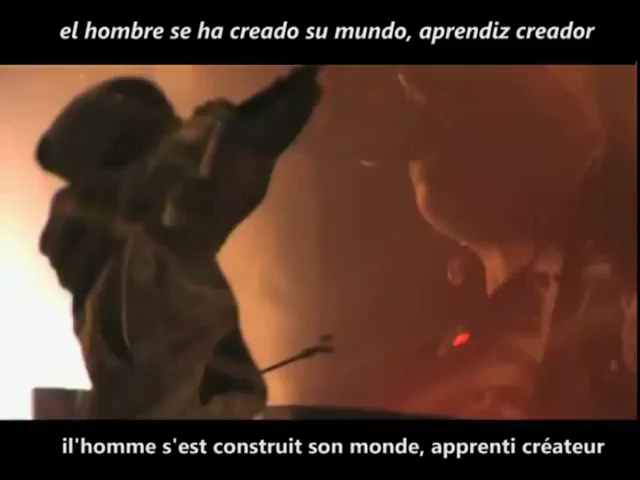 el hombre se ha creado su mundo, aprendiz creador
il'homme s'est construit son monde, apprenti créateur